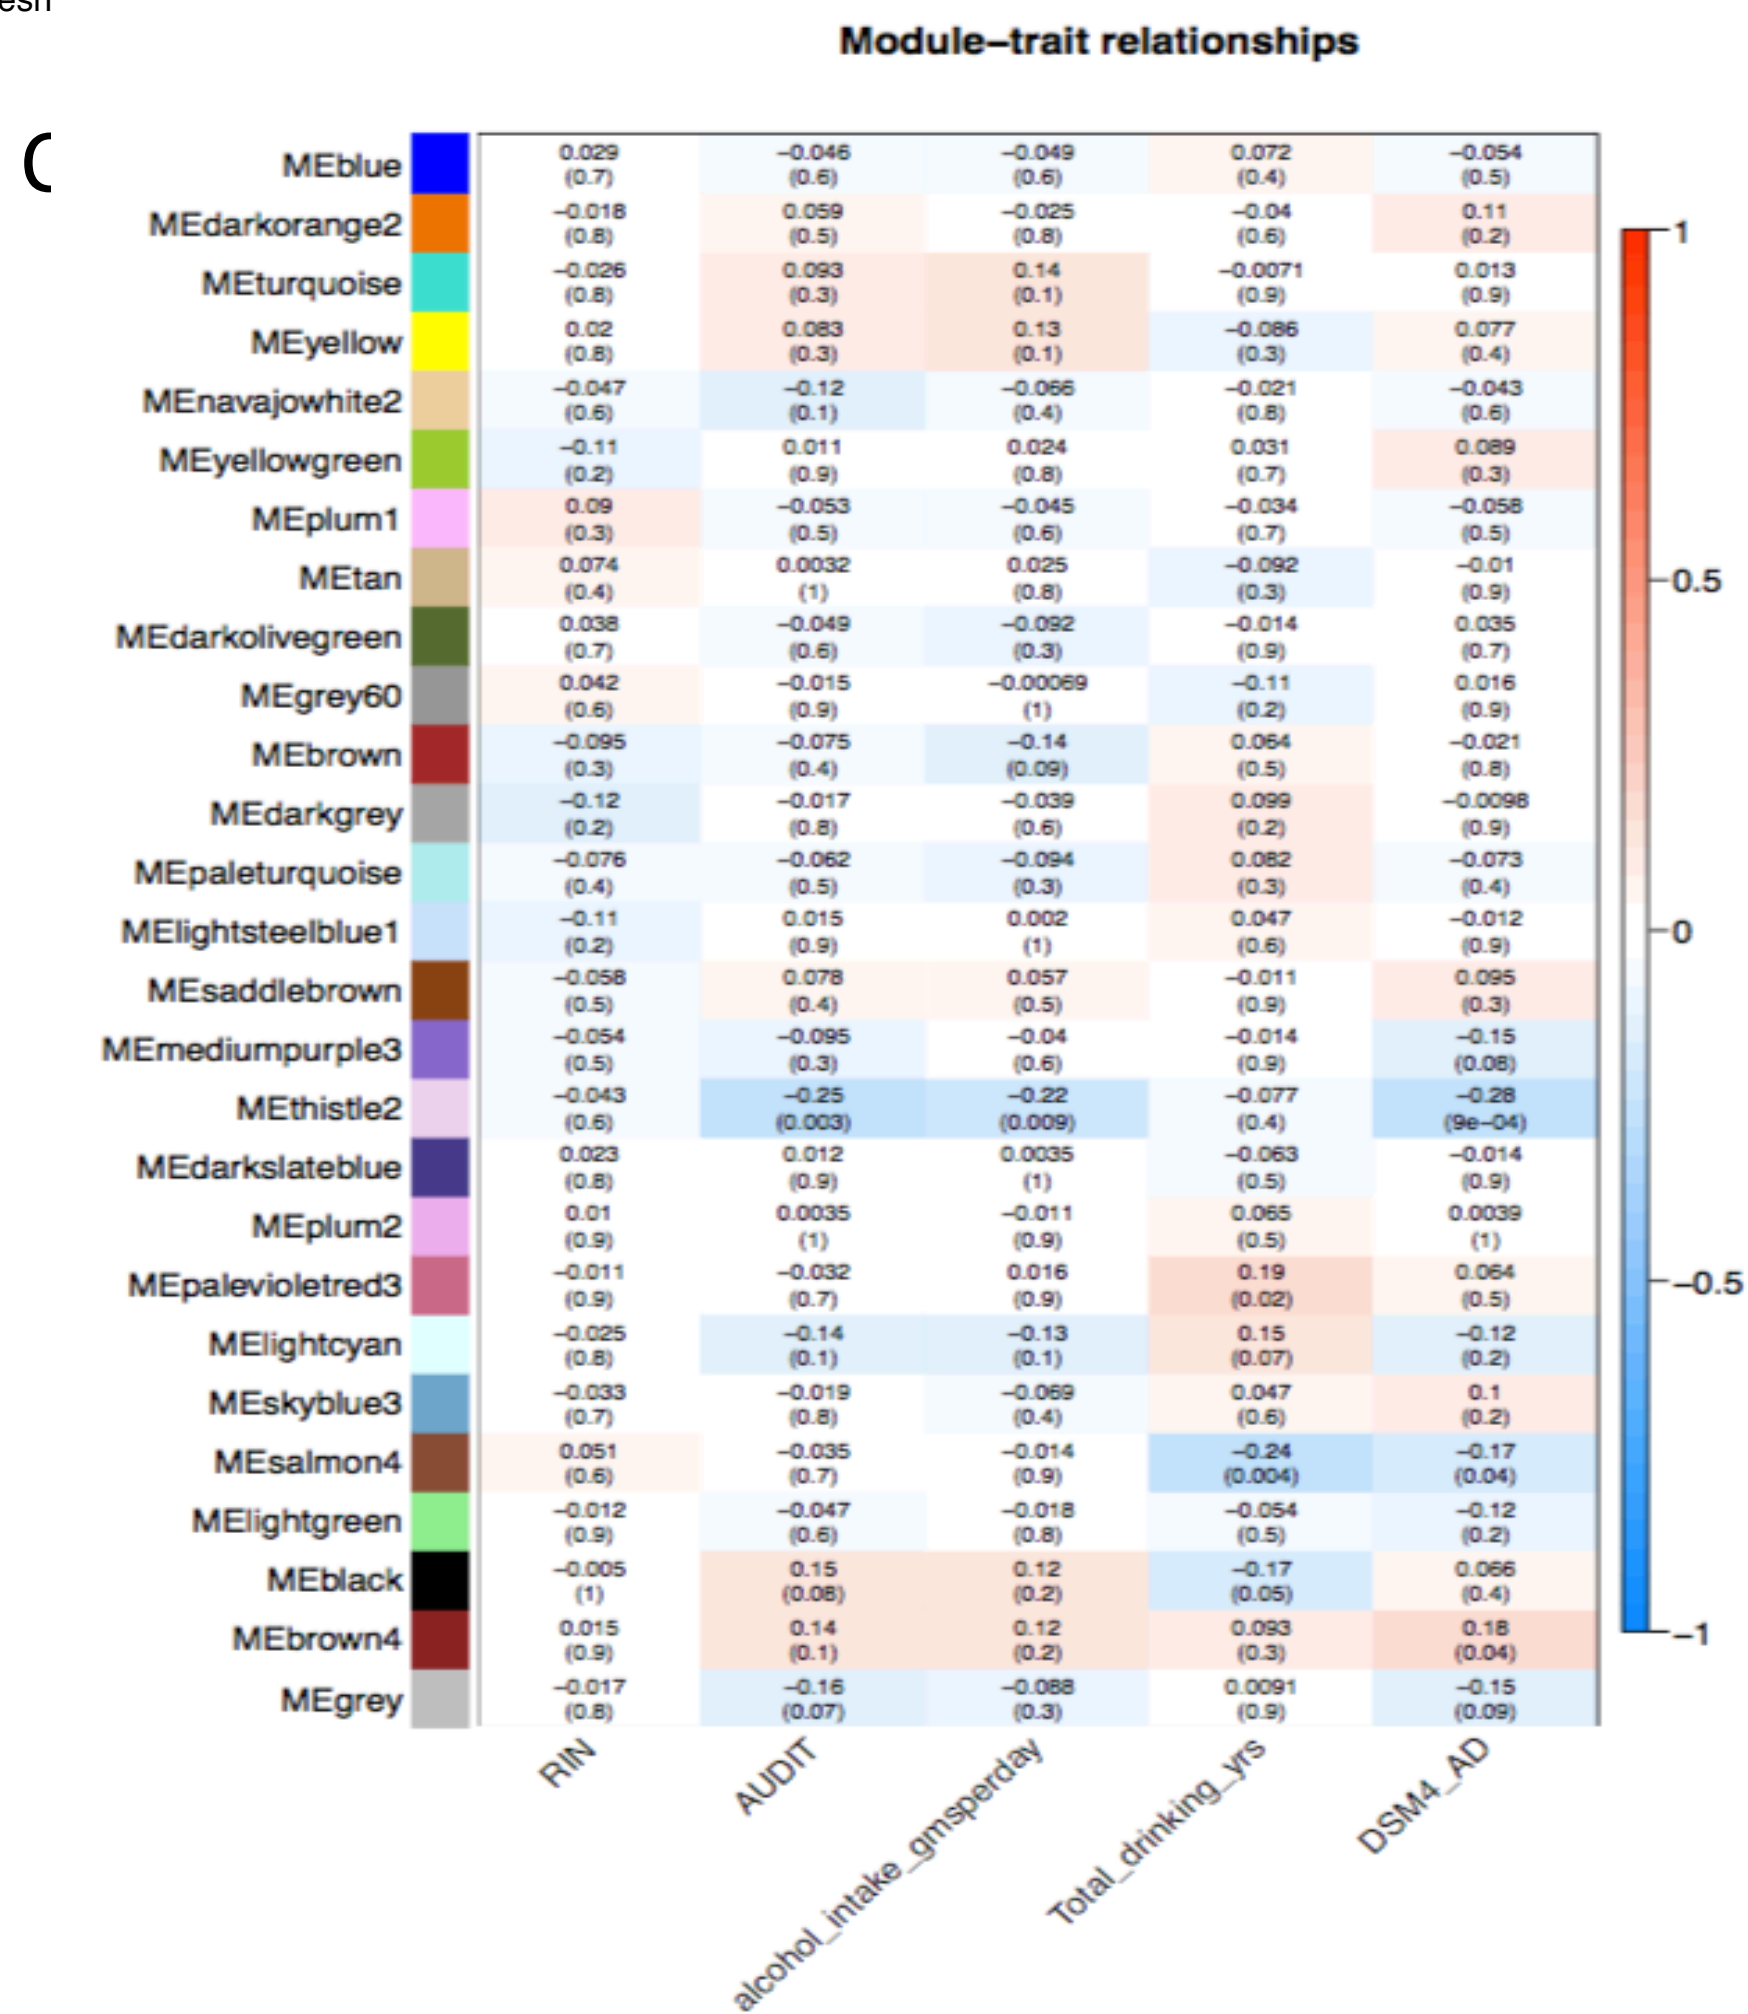 esh
Module–trait relationships
C
MEblue 0.029 −0.046 −0.049 0.072 −0.054
(0.7) (0.6) (0.6) (0.4) (0.5)
MEdarkorange2 −0.018 0.059 −0.025 −0.04 0.11
(0.8) (0.5) (0.8) (0.6) (0.2)
1
MEturquoise −0.026 0.093 0.14 −0.0071 0.013
(0.8) (0.3) (0.1) (0.9) (0.9)
MEyellow 0.02 0.083 0.13 −0.086 0.077
(0.8) (0.3) (0.1) (0.3) (0.4)
MEnavajowhite2 −0.047 −0.12 −0.066 −0.021 −0.043
(0.6) (0.1) (0.4) (0.8) (0.6)
MEyellowgreen −0.11 0.011 0.024 0.031 0.089
(0.2) (0.9) (0.8) (0.7) (0.3)
MEplum1 0.09 −0.053 −0.045 −0.034 −0.058
(0.3) (0.5) (0.6) (0.7) (0.5)
MEtan 0.074 0.0032 0.025 −0.092 −0.01
(0.4) (1) (0.8) (0.3) (0.9)
0.5
MEdarkolivegreen 0.038 −0.049 −0.092 −0.014 0.035
(0.7) (0.6) (0.3) (0.9) (0.7)
MEgrey60 0.042 −0.015 −0.00069 −0.11 0.016
(0.6) (0.9) (1) (0.2) (0.9)
MEbrown −0.095 −0.075 −0.14 0.064 −0.021
(0.3) (0.4) (0.09) (0.5) (0.8)
MEdarkgrey −0.12 −0.017 −0.039 0.099 −0.0098
(0.2) (0.8) (0.6) (0.2) (0.9)
MEpaleturquoise −0.076 −0.062 −0.094 0.082 −0.073
(0.4) (0.5) (0.3) (0.3) (0.4)
MElightsteelblue1 −0.11 0.015 0.002 0.047 −0.012
(0.2) (0.9) (1) (0.6) (0.9)
0
MEsaddlebrown −0.058 0.078 0.057 −0.011 0.095
(0.5) (0.4) (0.5) (0.9) (0.3)
MEmediumpurple3 −0.054 −0.095 −0.04 −0.014 −0.15
(0.5) (0.3) (0.6) (0.9) (0.08)
MEthistle2 −0.043 −0.25 −0.22 −0.077 −0.28
(0.6) (0.003) (0.009) (0.4) (9e−04)
MEdarkslateblue 0.023 0.012 0.0035 −0.063 −0.014
(0.8) (0.9) (1) (0.5) (0.9)
MEplum2 0.01 0.0035 −0.011 0.065 0.0039
(0.9) (1) (0.9) (0.5) (1)
MEpalevioletred3 −0.011 −0.032 0.016 0.19 0.064
(0.9) (0.7) (0.9) (0.02) (0.5)
−0.5
MElightcyan −0.025 −0.14 −0.13 0.15 −0.12
(0.8) (0.1) (0.1) (0.07) (0.2)
MEskyblue3 −0.033 −0.019 −0.069 0.047 0.1
(0.7) (0.8) (0.4) (0.6) (0.2)
MEsalmon4 0.051 −0.035 −0.014 −0.24 −0.17
(0.6) (0.7) (0.9) (0.004) (0.04)
MElightgreen −0.012 −0.047 −0.018 −0.054 −0.12
(0.9) (0.6) (0.8) (0.5) (0.2)
MEblack −0.005 0.15 0.12 −0.17 0.066
(1) (0.08) (0.2) (0.05) (0.4)
MEbrown4 0.015 0.14 0.12 0.093 0.18
(0.9) (0.1) (0.2) (0.3) (0.04)
−1
MEgrey −0.017 −0.16 −0.088 0.0091 −0.15
(0.8) (0.07) (0.3) (0.9) (0.09)
RIN
AUDIT
alcohol_intake_gmsperday
Total_drinking_yrs
DSM4_AD